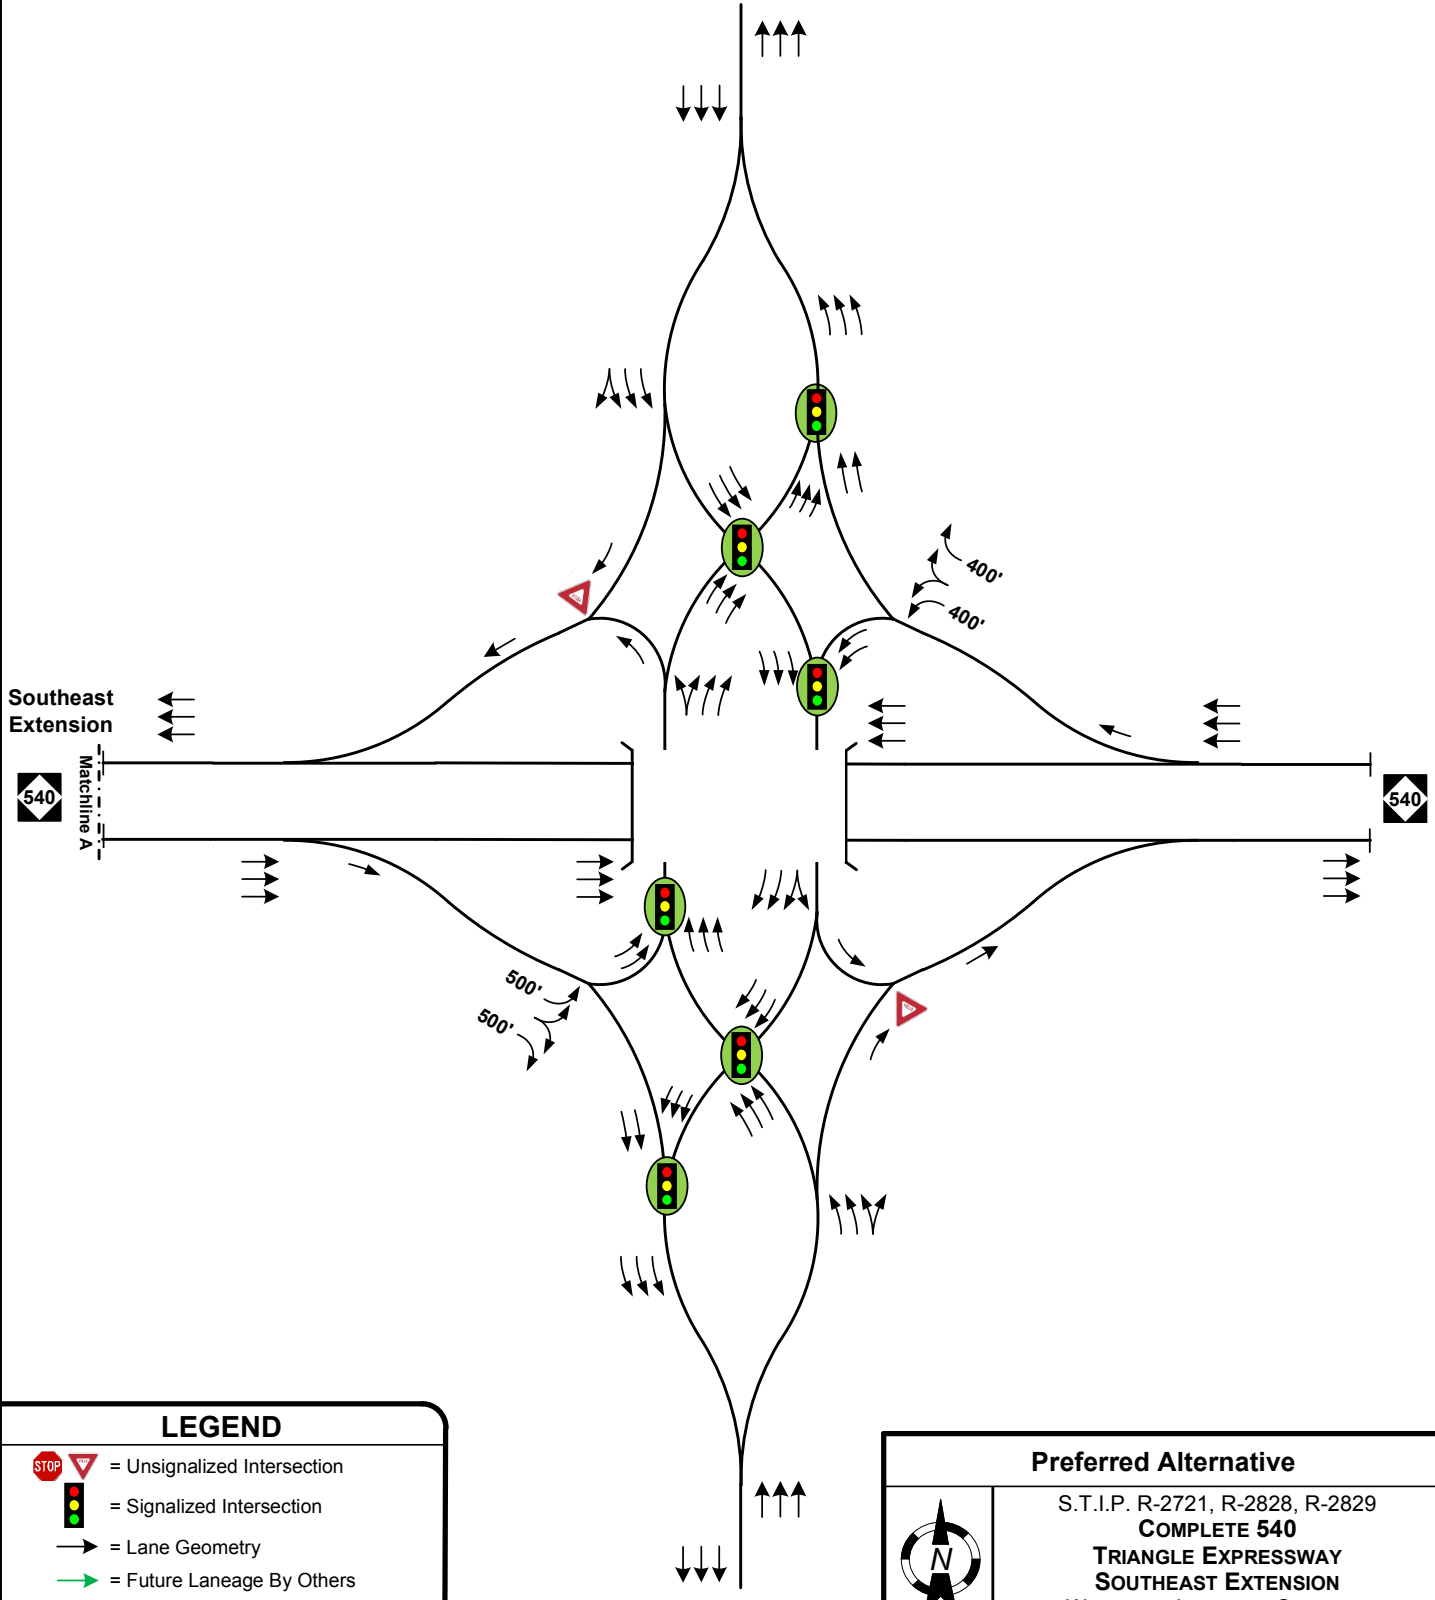 400'
400'
Southeast
Extension
Matchline A
540
540
500'
500'
LEGEND
STOP
= Unsignalized Intersection
= Signalized Intersection
= Lane Geometry
= Future Laneage By Others
Preferred Alternative
N
S.T.I.P. R-2721, R-2828, R-2829
COMPLETE 540
TRIANGLE EXPRESSWAY
SOUTHEAST EXTENSION